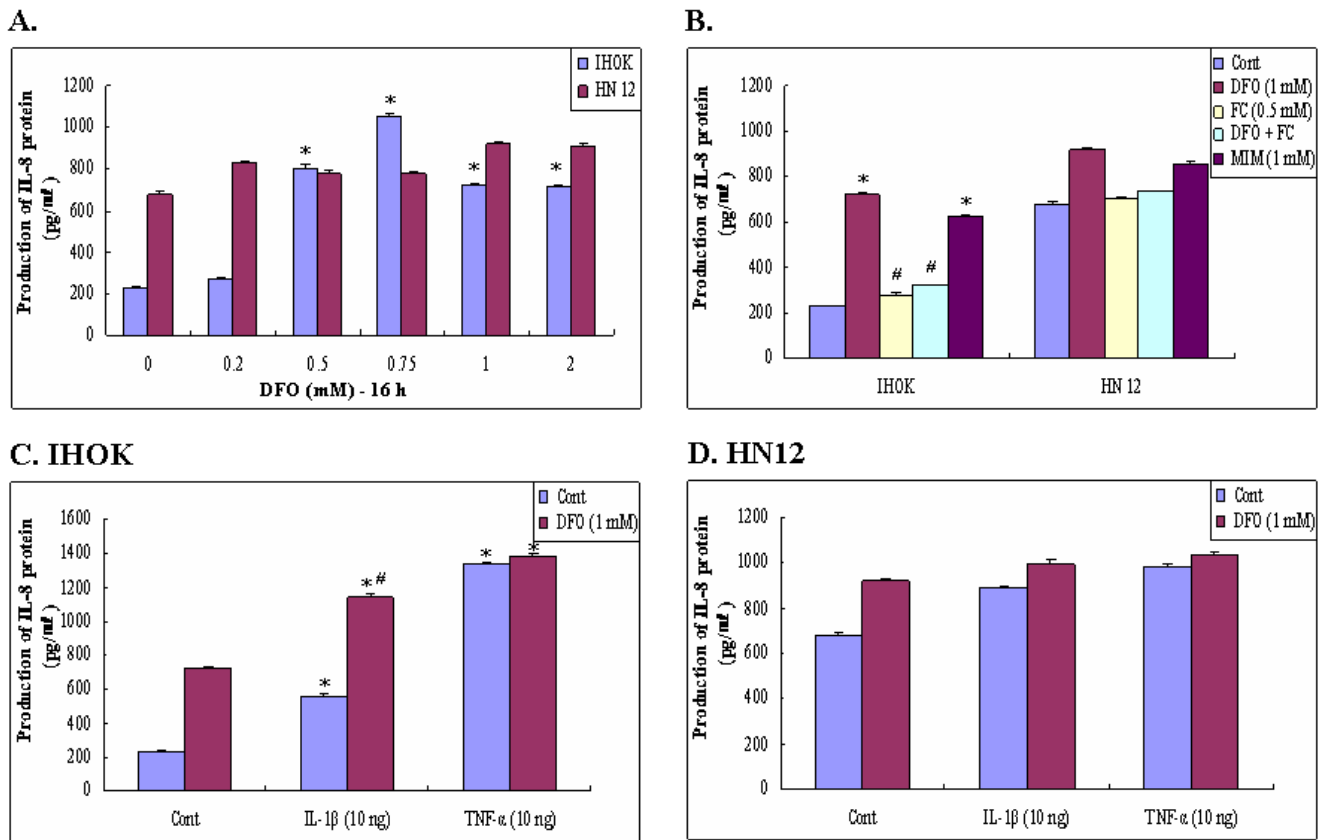 A.
IHOK
HN 12
Production of IL-8 protein
(pg/㎖)
1200
1000
800
600
400
200
0
*
*
*
*
0 0.2 0.5 0.75 1 2
DFO (mM) - 16 h
B.
Cont
DFO (1 mM)
FC (0.5 mM)
DFO + FC
MIM (1 mM)
Production of IL-8 protein
(pg/㎖)
1200
1000
800
600
400
200
0
*
#
#
*
IHOK HN 12
C. IHOK
Cont
DFO (1 mM)
Production of IL-8 protein
(pg/㎖)
1600
1400
1200
1000
800
600
400
200
0
*
*#
*
*
Cont IL-1β (10 ng) TNF-α (10 ng)
D. HN12
Cont
DFO (1 mM)
Production of IL-8 protein
(pg/㎖)
1200
1000
800
600
400
200
0
Cont IL-1β (10 ng) TNF-α (10 ng)